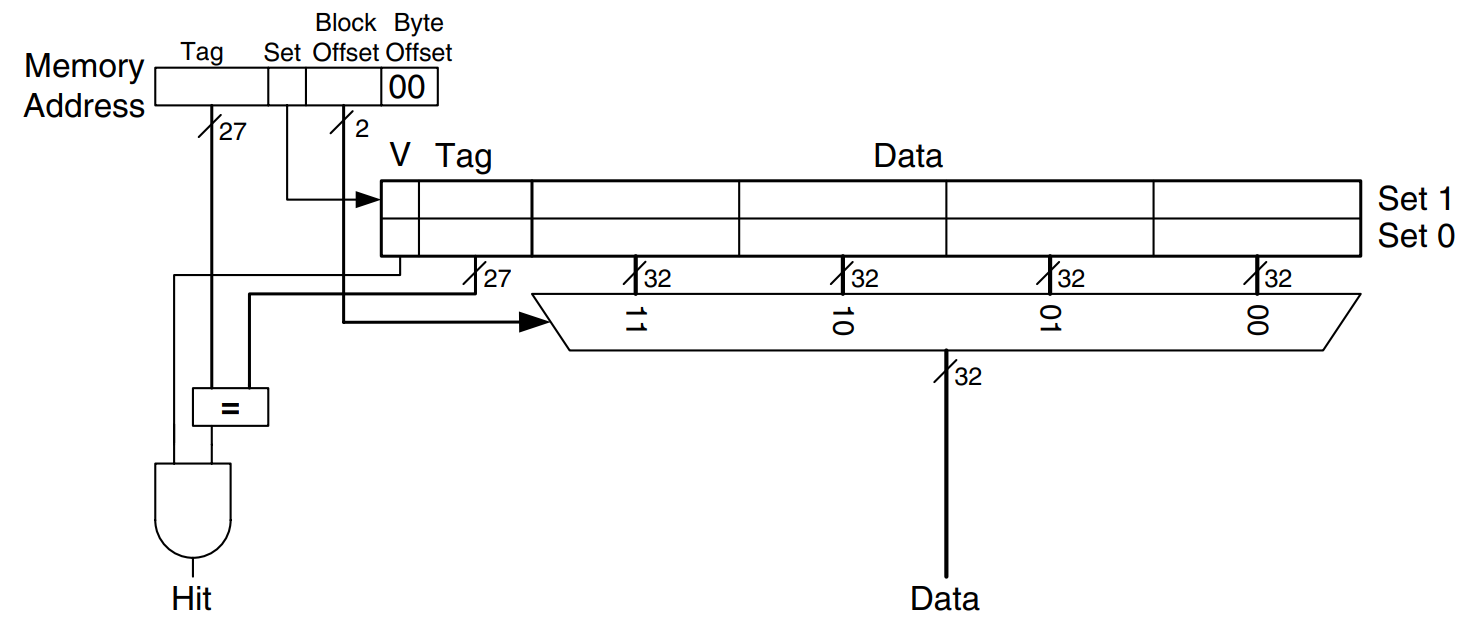 Block Byte
Tag Set Offset Offset
Memory
Address
00
27
2
V Tag Data
Set 1
Set 0
27 32 32 32 32
11 10 01 00
32
=
Hit Data